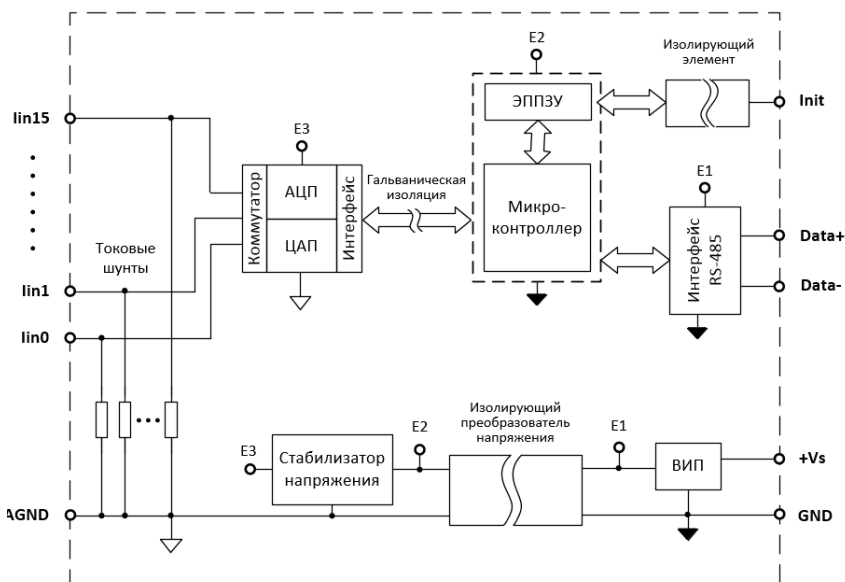 E2
Изолирующий
элемент
ЭППЗУ
Init
Iin15
E3
Гальваническая
изоляция
Коммутатор
АЦП
ЦАП
Интерфейс
Микро-
контроллер
E1
Интерфейс
RS-485
Data+
Data-
Токовые
шунты
Iin1
Iin0
Изолирующий
преобразователь
напряжения
E3
Стабилизатор
напряжения
E2
E1
ВИП
+Vs
AGND
GND